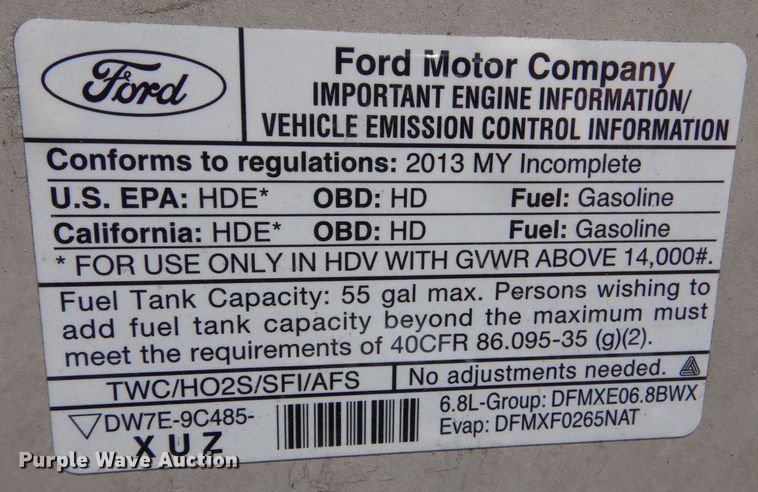 Ford
Ford Motor Company
IMPORTANT ENGINE INFORMATION/
VEHICLE EMISSION CONTROL INFORMATION
Conforms to regulations: 2013 MY Incomplete
U.S. EPA: HDE* OBD: HD Fuel: Gasoline
California: HDE* OBD: HD Fuel: Gasoline
* FOR USE ONLY IN HDV WITH GVWR ABOVE 14,000#.
Fuel Tank Capacity: 55 gal max. Persons wishing to
add fuel tank capacity beyond the maximum must
meet the requirements of 40CFR 86.095-35 (g)(2).
TWC/HO2S/SFI/AFS
No adjustments needed.
DW7E-9C485-
XUZ
6.8L-Group: DFMXE06.8BWX
Evap: DFMXF0265NAT
Purple Wave Auction